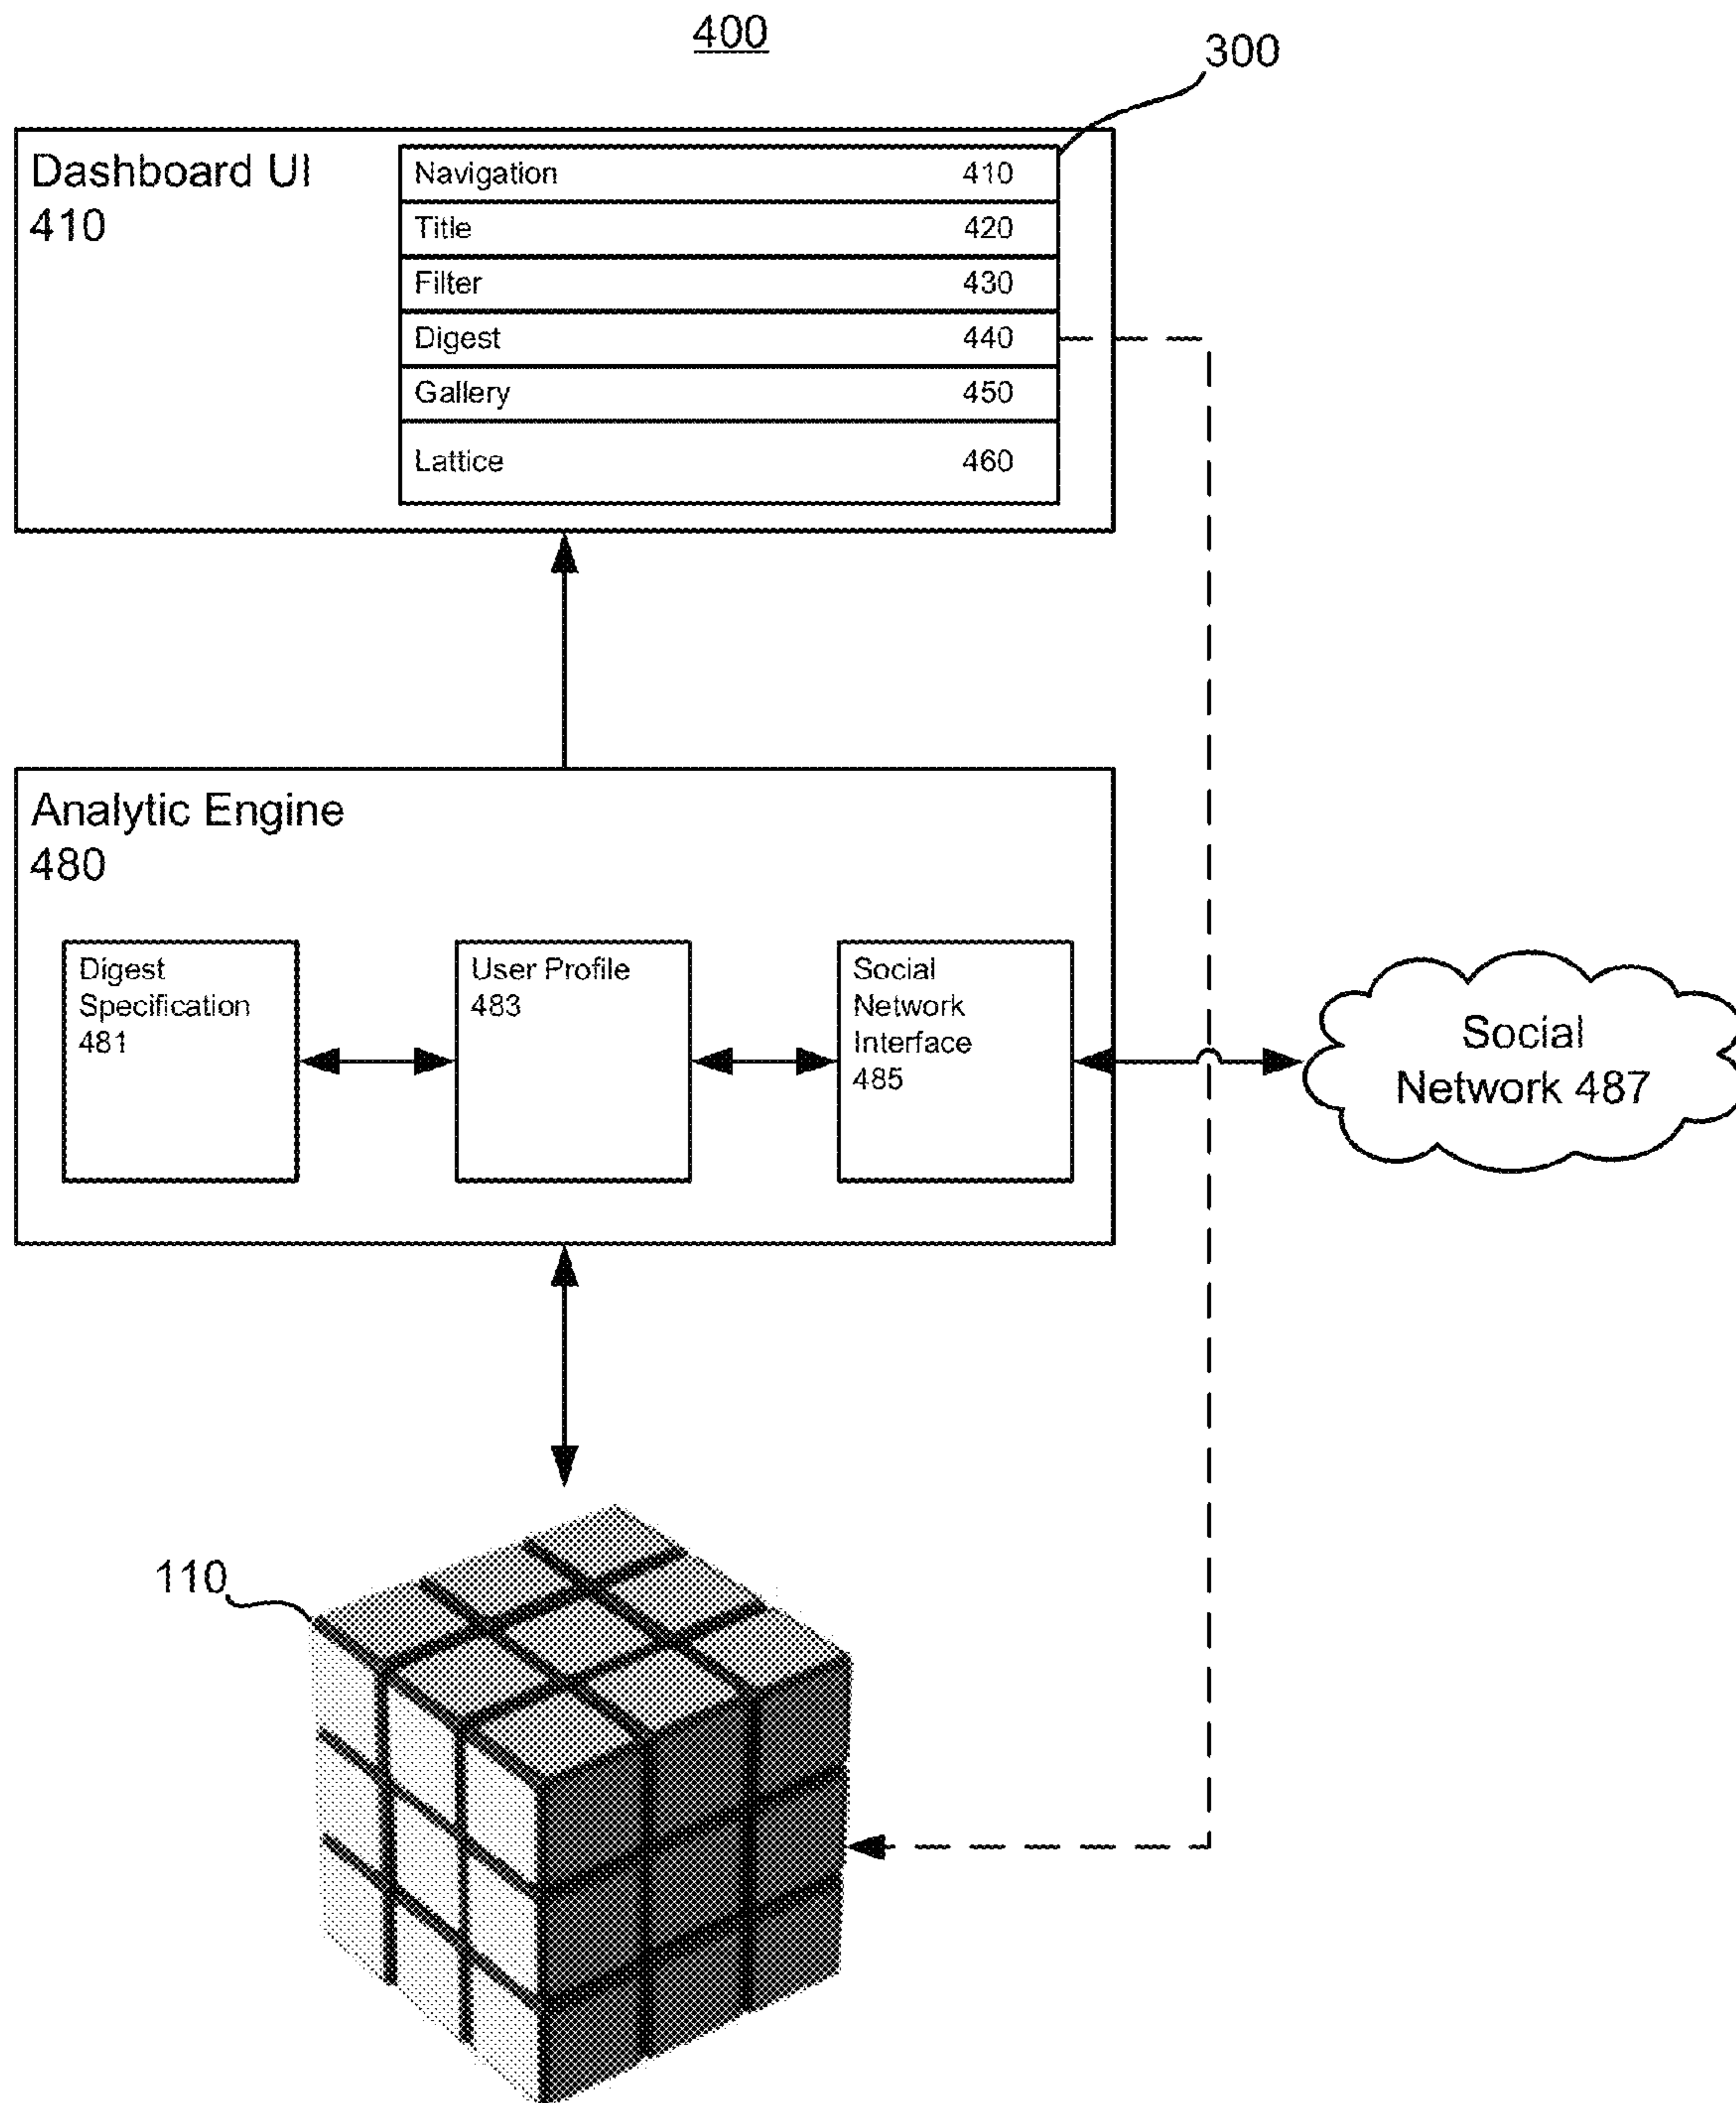 400
300
Dashboard UI
410
Navigation 410
Title 420
Filter 430
Digest 440
Gallery 450
Lattice 460
Analytic Engine
480
Digest
Specification
481
User Profile
483
Social
Network
Interface
485
Social
Network 487
110